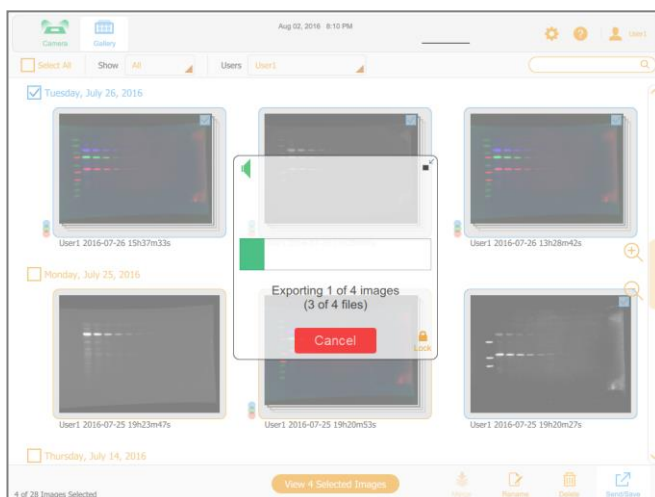 Aug 02, 2016 8:10 PM
Camera
Gallery
User1
Select All
Show
All
Users
User1
Tuesday, July 26, 2016
User1 2016-07-26 15h37m33s
User1 2016-07-26 13h28m42s
Exporting 1 of 4 images
(3 of 4 files)
Cancel
Lock
Monday, July 25, 2016
User1 2016-07-25 19h23m47s
User1 2016-07-25 19h20m53s
User1 2016-07-25 19h20m27s
Thursday, July 14, 2016
4 of 28 Images Selected
View 4 Selected Images
Rename
Delete
Send/Save